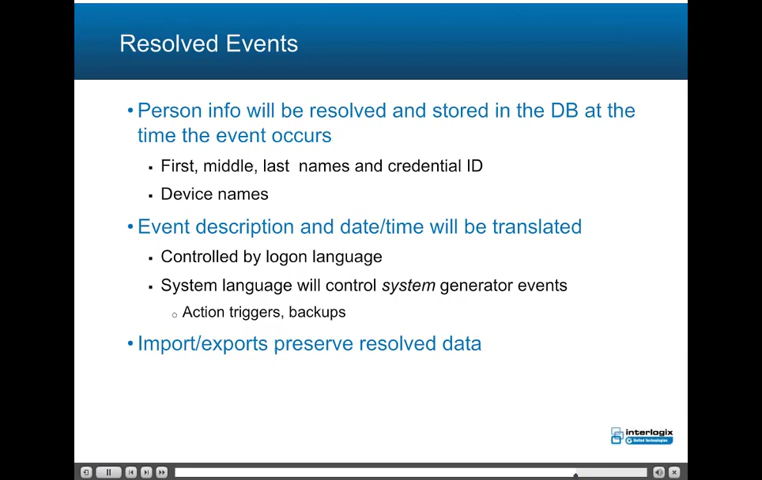 Resolved Events
• Person info will be resolved and stored in the DB at the
time the event occurs
▪ First, middle, last names and credential ID
▪ Device names
• Event description and date/time will be translated
▪ Controlled by logon language
▪ System language will control system generator events
○ Action triggers, backups
• Import/exports preserve resolved data
interlogix
United Technologies